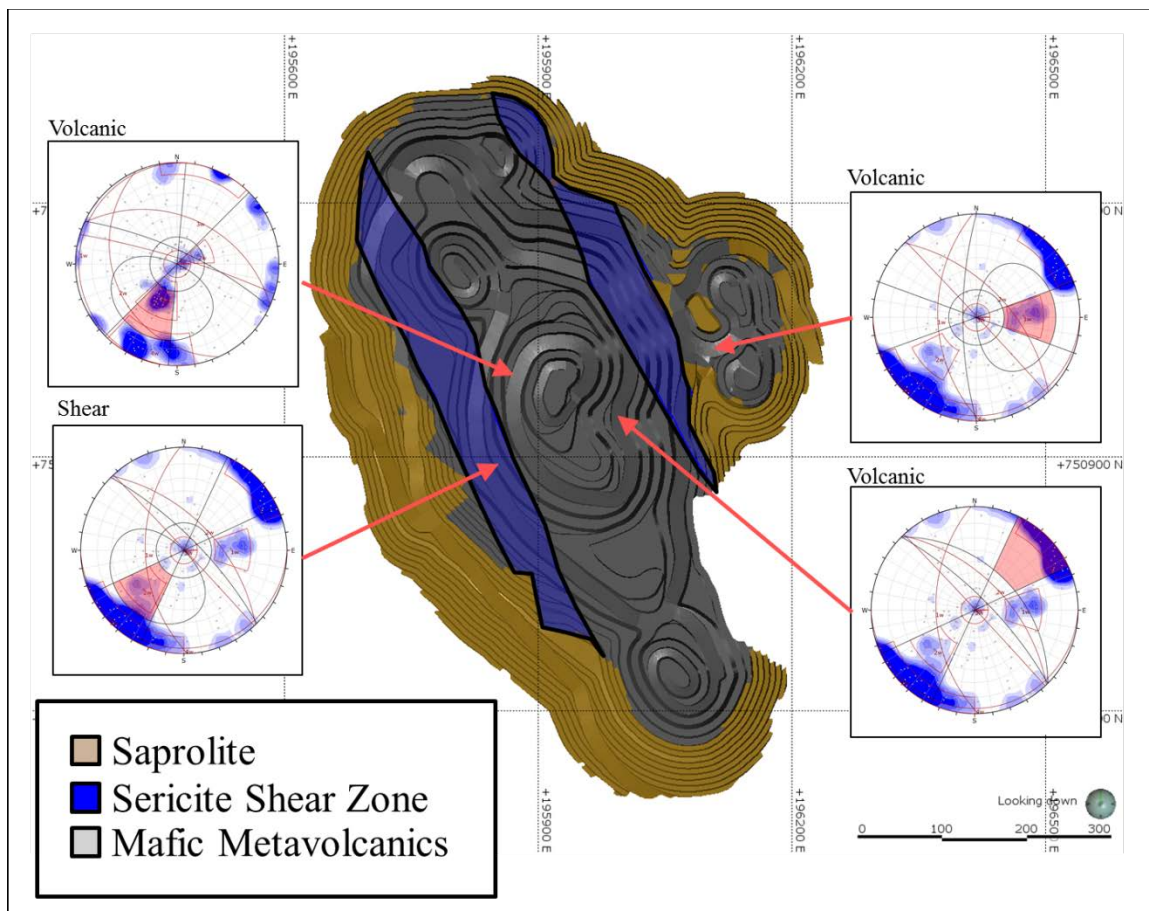 +195600 E
+195900 E
+196200 E
+196500 E
Volcanic
Volcanic
N
W
E
S
N
W
E
S
Shear
Volcanic
+750900 N
N
W
E
S
N
W
E
S
Saprolite
Sericite Shear Zone
Mafic Metavolcanics
+195900 E
+196200 E
+196500 E
Looking down
0 100 200 300